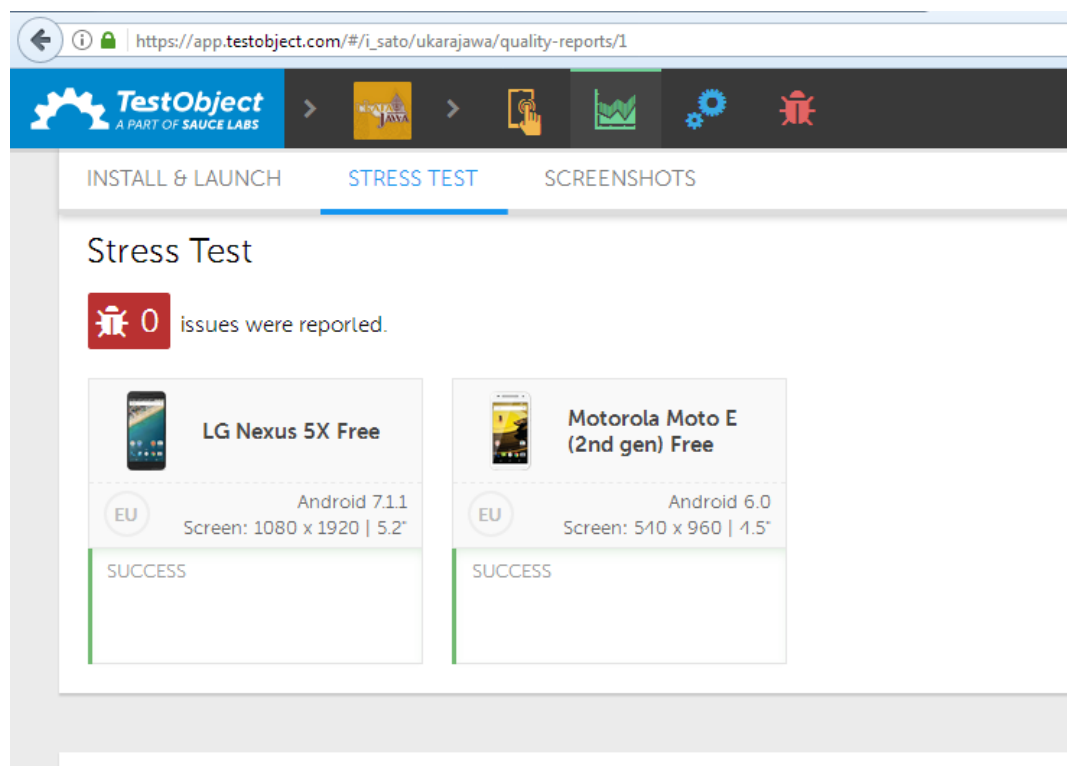 https://app.testobject.com/#/i_sato/ukarajawa/quality-reports/1
TestObject
A PART OF SAUCE LABS
INSTALL & LAUNCH
STRESS TEST
SCREENSHOTS
Stress Test
0 issues were reported.
LG Nexus 5X Free
EU
Android 7.1.1
Screen: 1080 x 1920 | 5.2"
SUCCESS
Motorola Moto E
(2nd gen) Free
EU
Android 6.0
Screen: 540 x 960 | 4.5"
SUCCESS